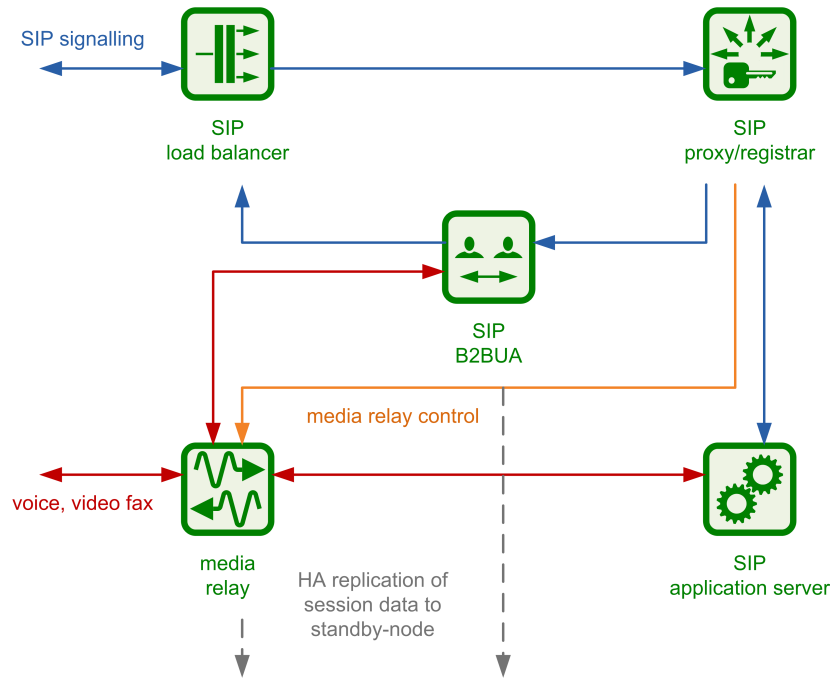 SIP signalling
SIP
load balancer
SIP
proxy/registrar
SIP
B2BUA
media relay control
voice, video fax
media
relay
HA replication of
session data to
standby-node
SIP
application server